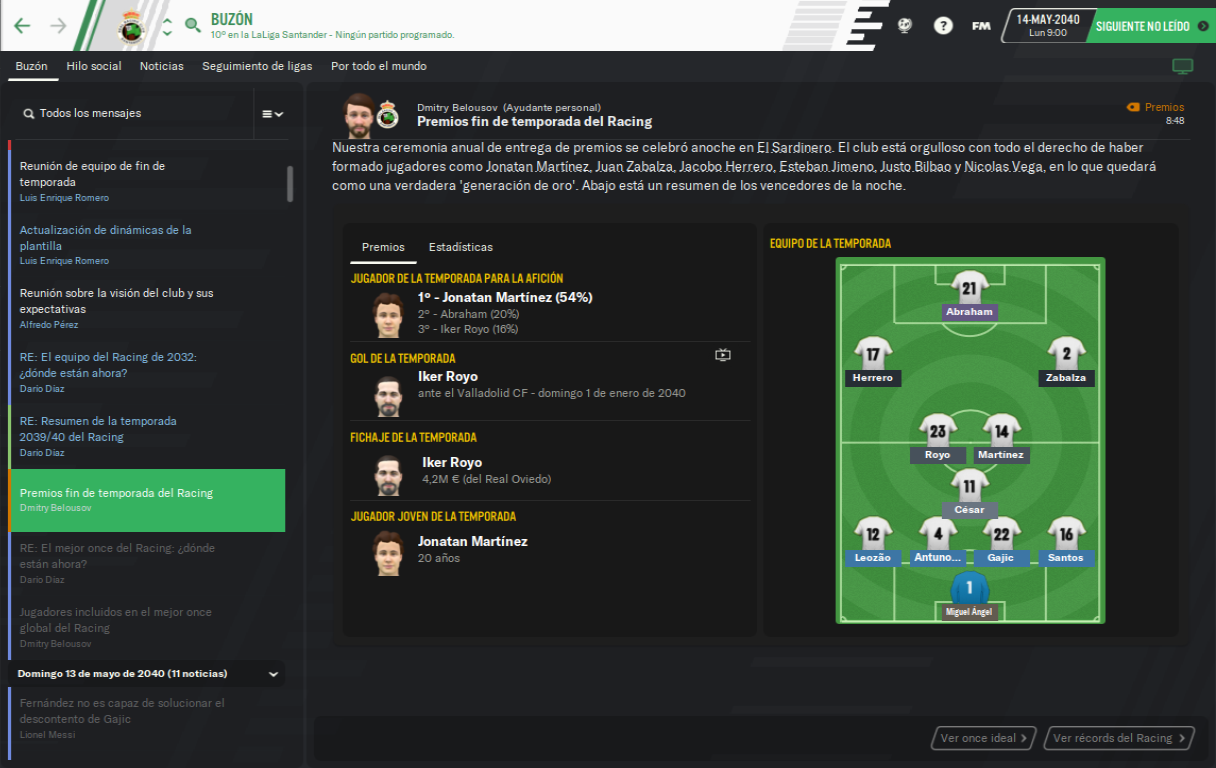 BUZÓN
10º en la LaLiga Santander - Ningún partido programado.
?
FM
14-MAY-2040
Lun 9:00
SIGUIENTE NO LEÍDO
Buzón
Hilo social
Noticias
Seguimiento de ligas
Por todo el mundo
Todos los mensajes
Reunión de equipo de fin de
temporada
Luis Enrique Romero
Actualización de dinámicas de la
plantilla
Luis Enrique Romero
Reunión sobre la visión del club y sus
expectativas
Alfredo Pérez
RE: El equipo del Racing de 2032:
¿dónde están ahora?
Dario Díaz
RE: Resumen de la temporada
2039/40 del Racing
Dario Díaz
Premios fin de temporada del Racing
Dmitry Belousov
RE: El mejor once del Racing: ¿dónde
están ahora?
Dario Díaz
Jugadores incluidos en el mejor once
global del Racing
Dmitry Belousov
Domingo 13 de mayo de 2040 (11 noticias)
Fernández no es capaz de solucionar el
descontento de Gajic
Lionel Messi
Dmitry Belousov (Ayudante personal)
Premios fin de temporada del Racing
Premios
8:48
Nuestra ceremonia anual de entrega de premios se celebró anoche en El Sardinero. El club está orgulloso con todo el derecho de haber
formado jugadores como Jonatan Martínez, Juan Zabalza, Jacobo Herrero, Esteban Jimeno, Justo Bilbao y Nicolas Vega, en lo que quedará
como una verdadera 'generación de oro'. Abajo está un resumen de los vencedores de la noche.
Premios
Estadísticas
JUGADOR DE LA TEMPORADA PARA LA AFICIÓN
1º - Jonatan Martínez (54%)
2º - Abraham (20%)
3º - Iker Royo (16%)
GOL DE LA TEMPORADA
Iker Royo
ante el Valladolid CF - domingo 1 de enero de 2040
FICHAJE DE LA TEMPORADA
Iker Royo
4,2M € (del Real Oviedo)
JUGADOR JOVEN DE LA TEMPORADA
Jonatan Martínez
20 años
EQUIPO DE LA TEMPORADA
21
Abraham
17
2
Herrero
Zabalza
23
14
Royo
Martínez
11
César
12
4
22
16
Leozão
Antuno...
Gajic
Santos
1
Miguel Ángel
Ver once ideal
Ver récords del Racing